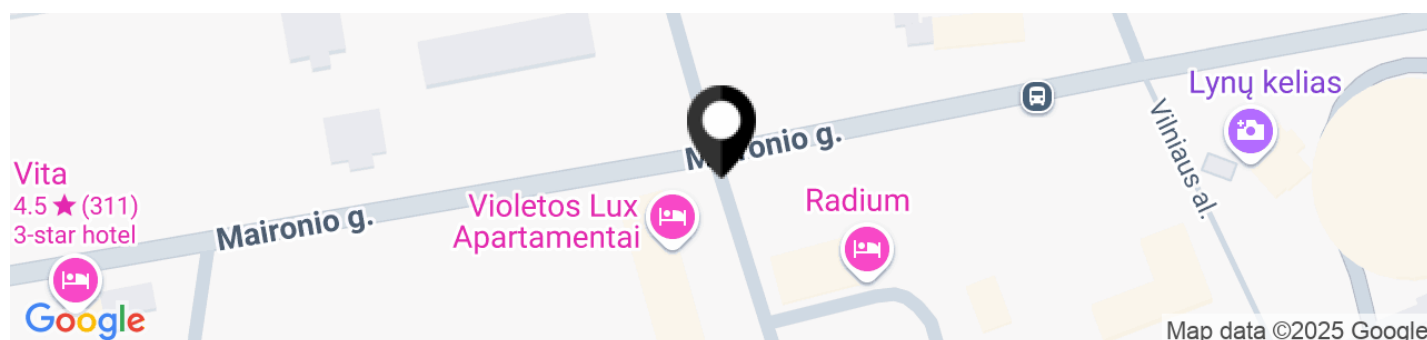 Lynų kelias
Maironio g.
Vilniaus al.
Vita
4.5 ★ (311)
3-star hotel
Maironio g.
Violetos Lux
Apartamentai
Radium
Google
Map data ©2025 Google